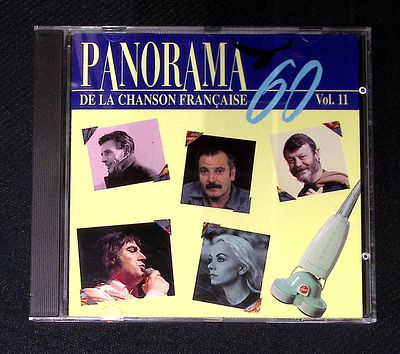 PANORAMA
DE LA CHANSON FRANÇAISE
60 Vol. 11